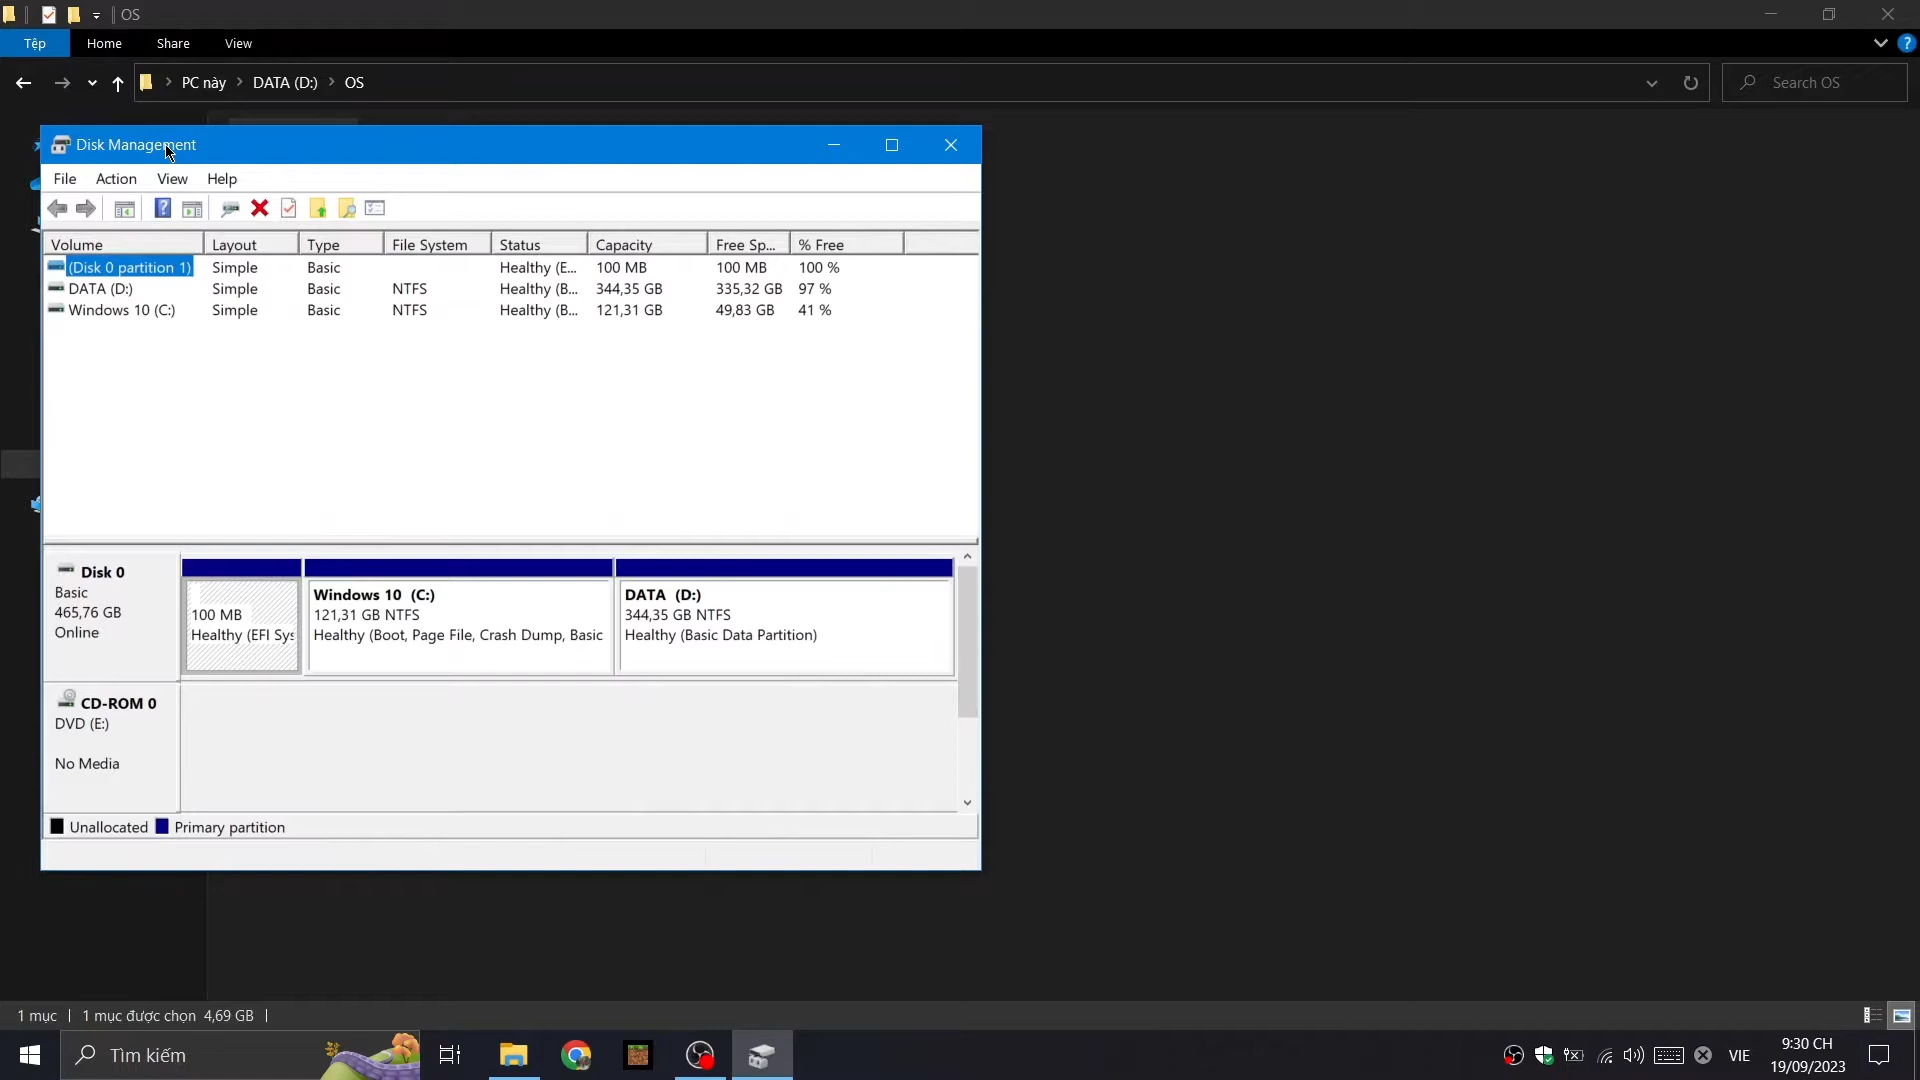 OS
Tệp Home Share View
PC này DATA (D:) OS
Search OS
Disk Management
File Action View Help
Volume Layout Type File System Status Capacity Free Sp... % Free
(Disk 0 partition 1) Simple Basic Healthy (E... 100 MB 100 MB 100 %
DATA (D:) Simple Basic NTFS Healthy (B... 344,35 GB 335,32 GB 97 %
Windows 10 (C:) Simple Basic NTFS Healthy (B... 121,31 GB 49,83 GB 41 %
Disk 0
Basic
465,76 GB
Online
100 MB
Healthy (EFI Sys
Windows 10 (C:)
121,31 GB NTFS
Healthy (Boot, Page File, Crash Dump, Basic
DATA (D:)
344,35 GB NTFS
Healthy (Basic Data Partition)
CD-ROM 0
DVD (E:)
No Media
Unallocated Primary partition
1 mục 1 mục được chọn 4,69 GB
Tìm kiếm
VIE
9:30 CH
19/09/2023